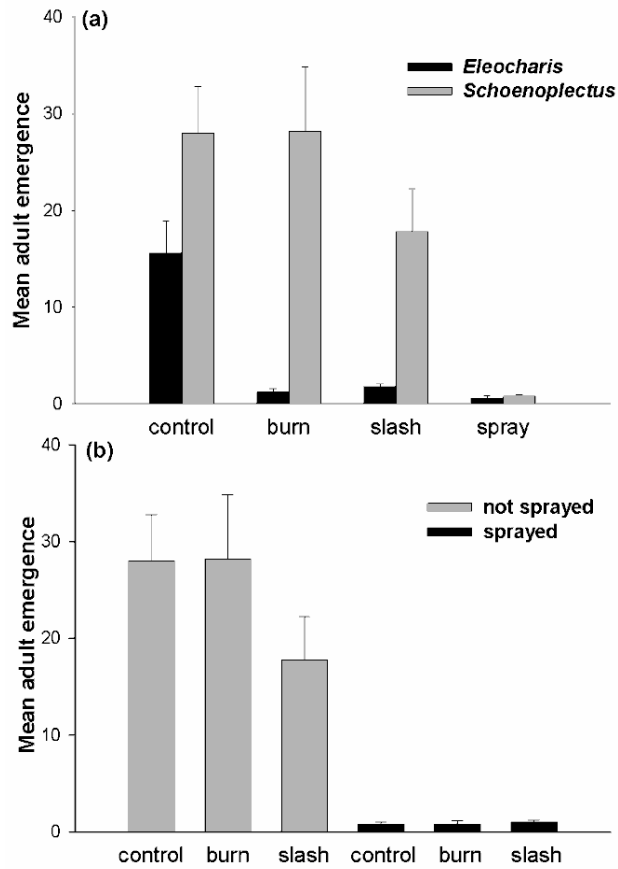 (a)
40
30
20
10
0
Mean adult emergence
Eleocharis
Schoenoplectus
control burn slash spray
(b)
40
30
20
10
0
Mean adult emergence
not sprayed
sprayed
control burn slash control burn slash